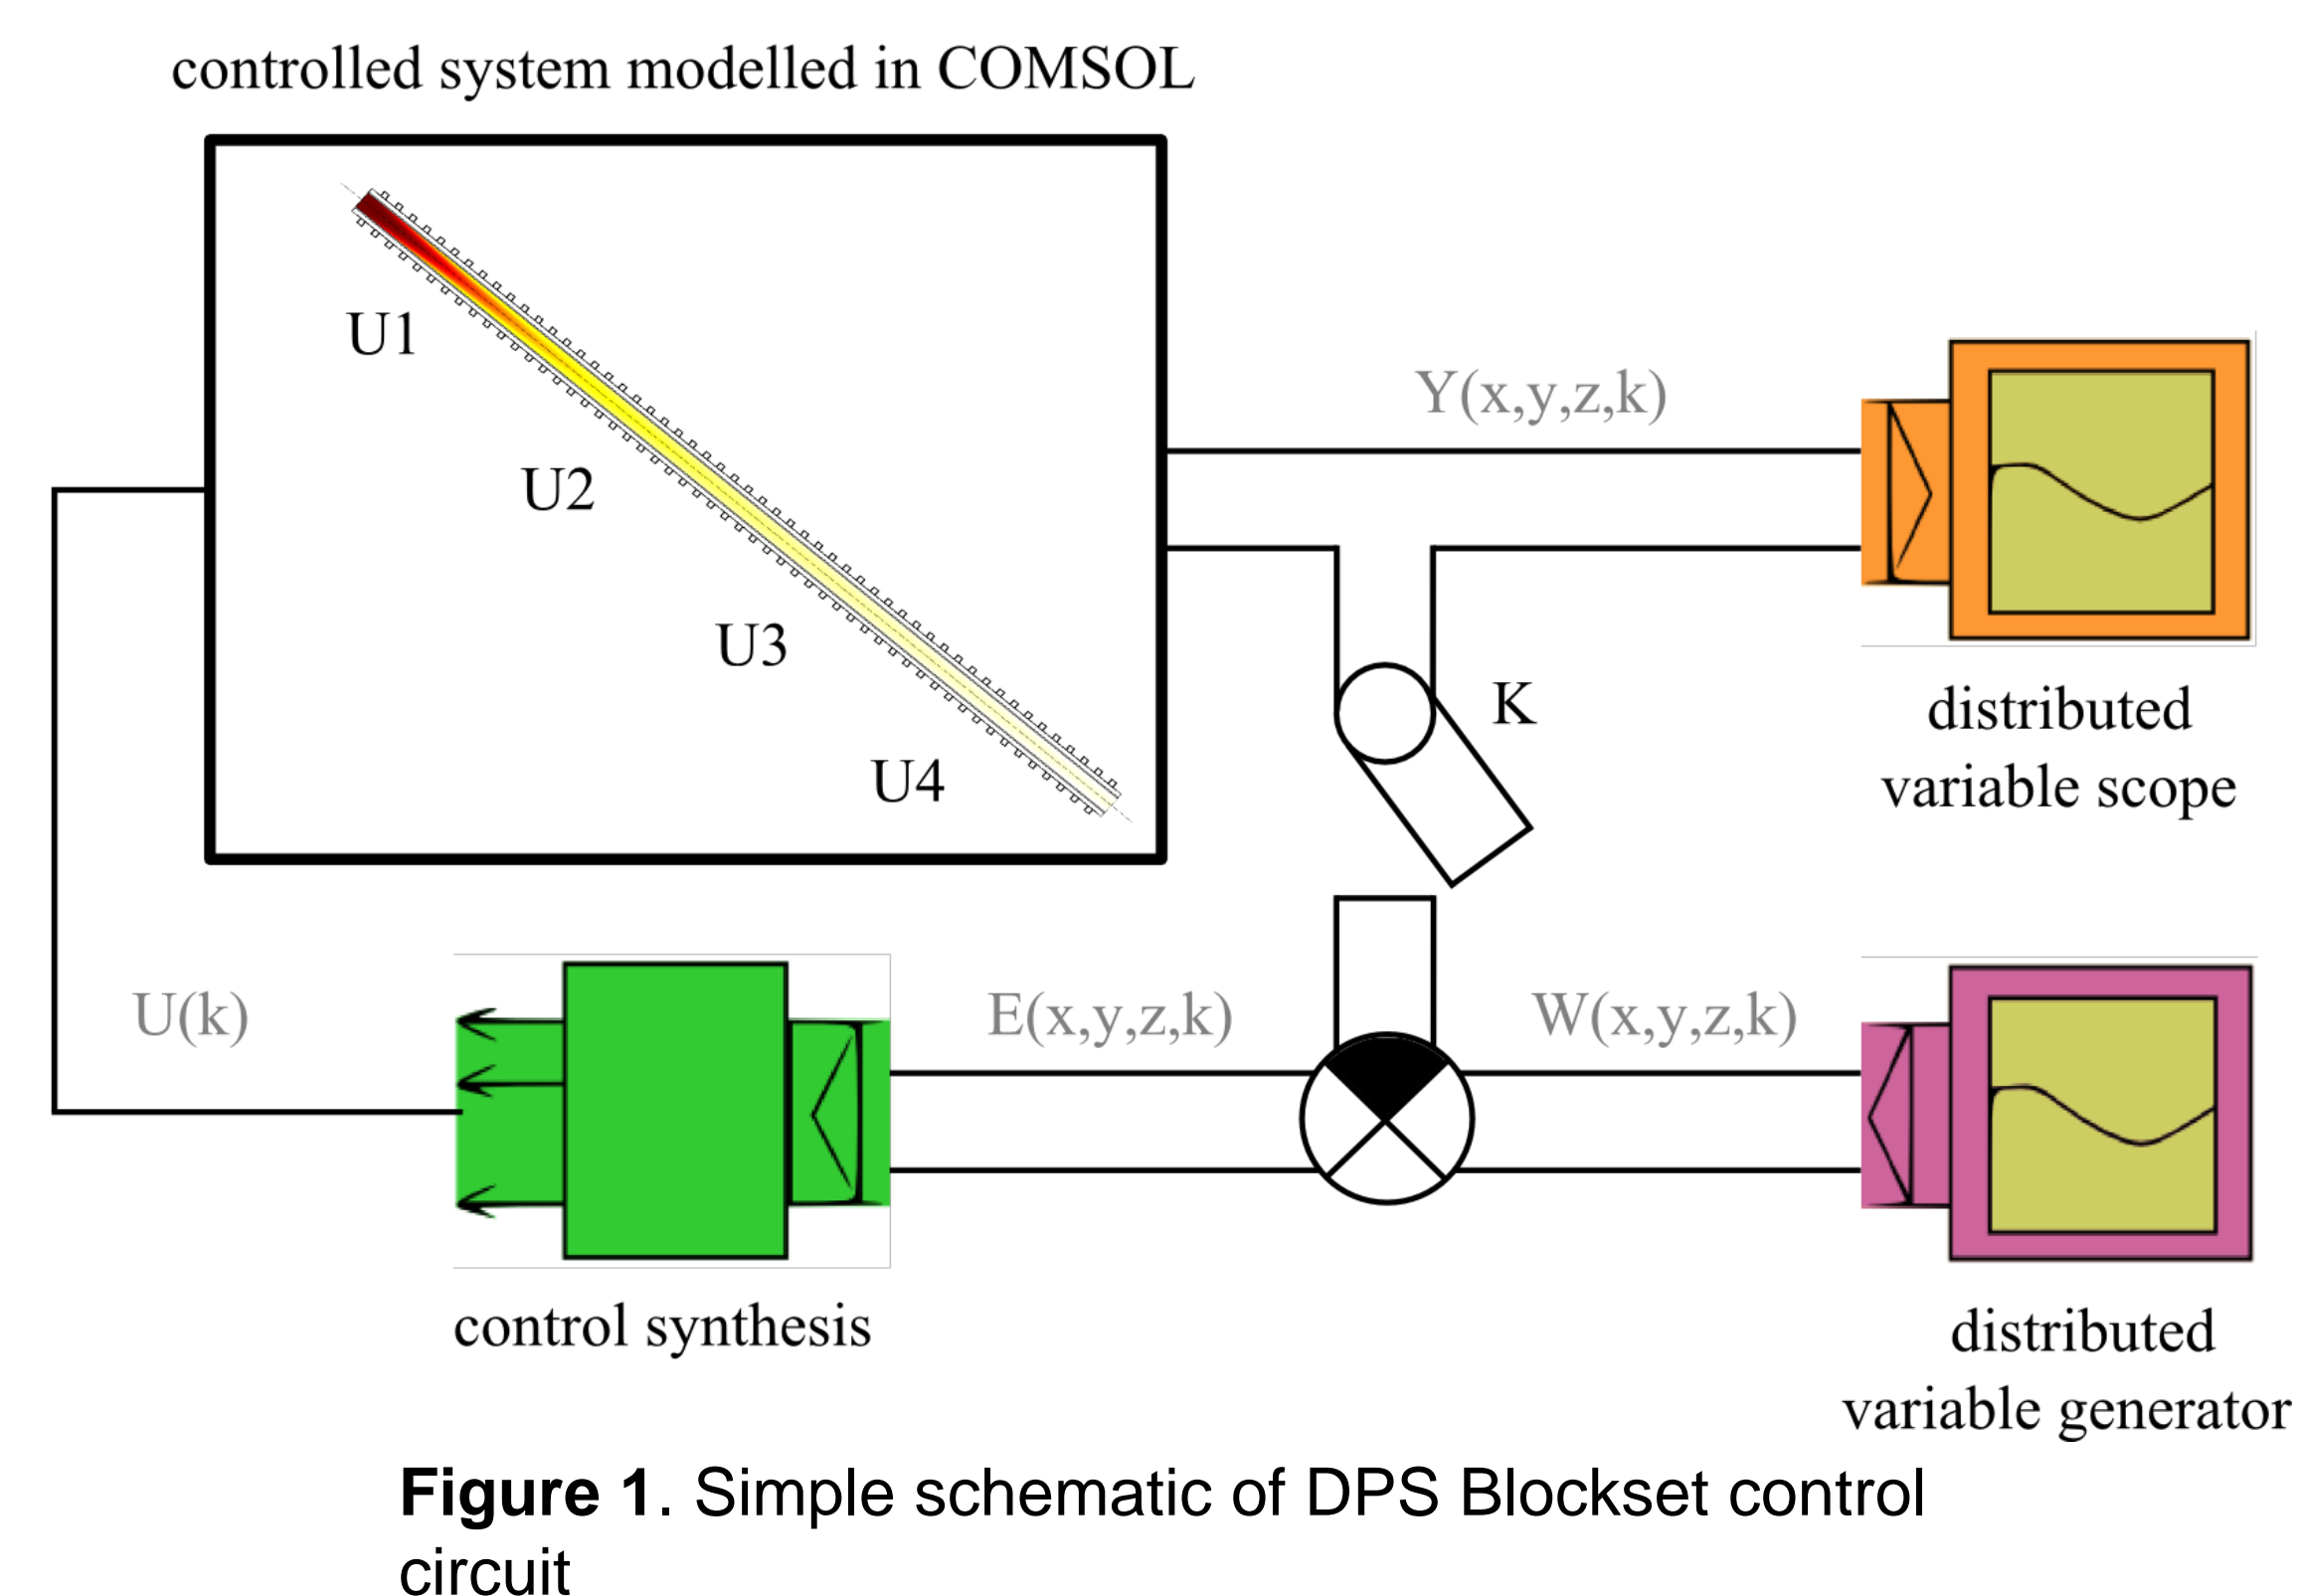 controlled system modelled in COMSOL
U1
U2
U3
U4
Y(x,y,z,k)
K
distributed
variable scope
U(k)
E(x,y,z,k)
W(x,y,z,k)
control synthesis
distributed
variable generator
Figure 1. Simple schematic of DPS Blockset control
circuit